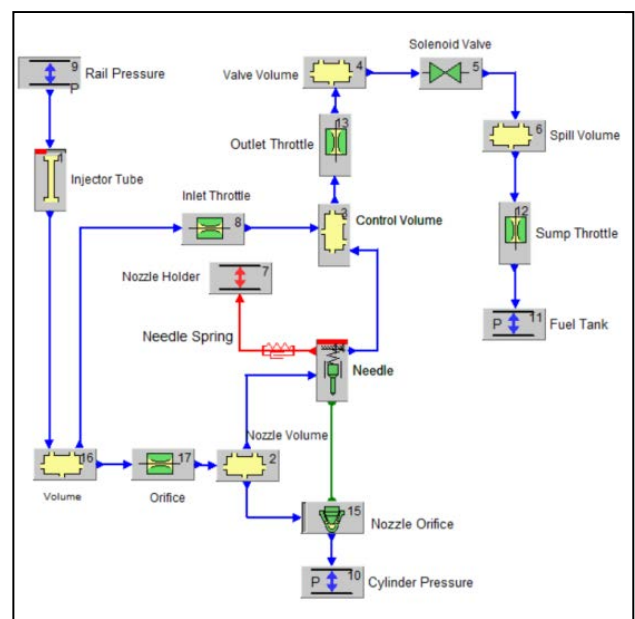 Solenoid Valve
9
Rail Pressure
P
Valve Volume
4
5
1
Injector Tube
13
Outlet Throttle
6
Spill Volume
Inlet Throttle
8
3
Control Volume
12
Sump Throttle
Nozzle Holder
7
P
11
Fuel Tank
Needle Spring
14
Needle
Nozzle Volume
16
17
2
Volume
Orifice
15
Nozzle Orifice
P
10
Cylinder Pressure